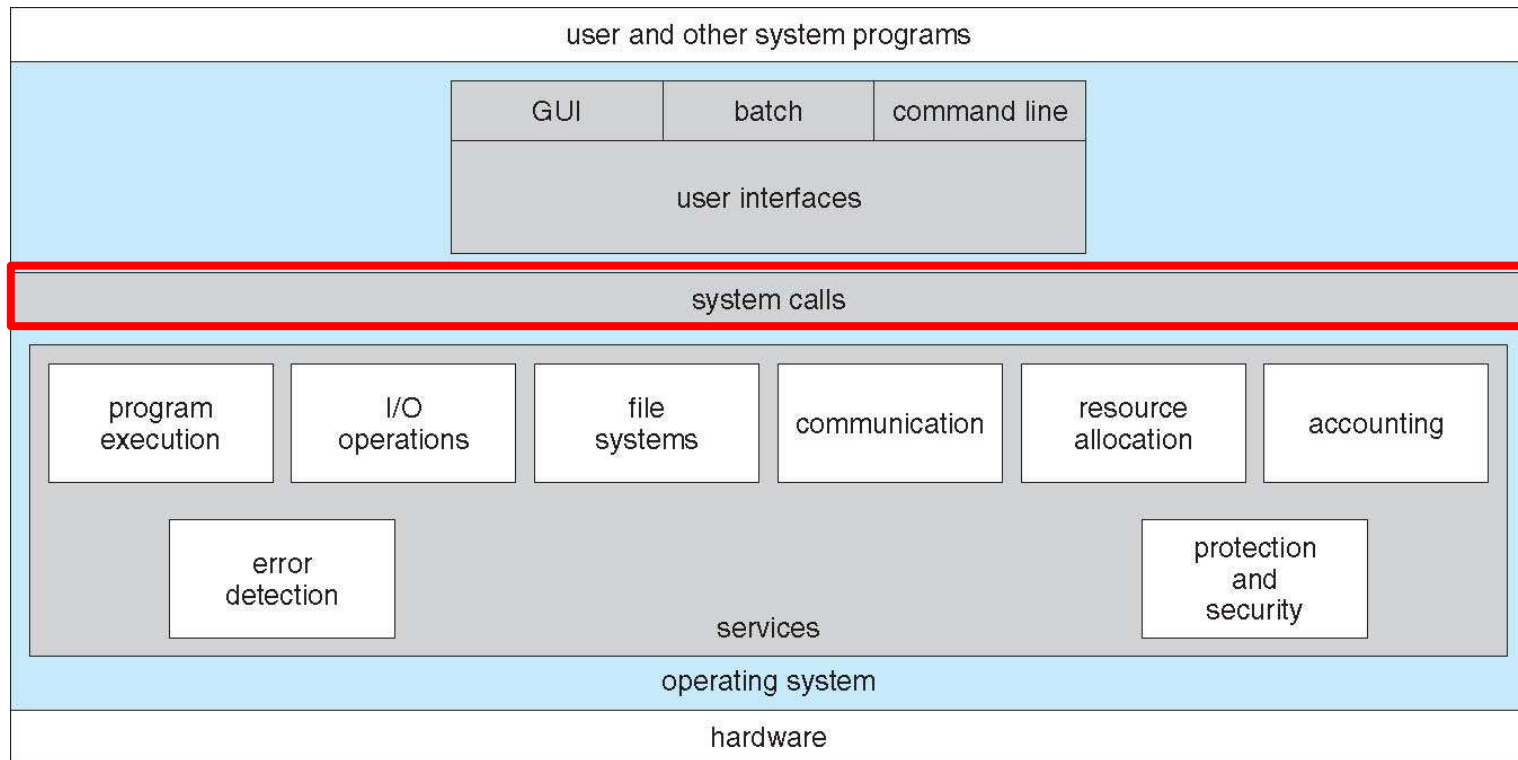 user and other system programs
GUI
batch
command line
user interfaces
system calls
program
execution
I/O
operations
file
systems
communication
resource
allocation
accounting
error
detection
protection
and
security
services
operating system
hardware